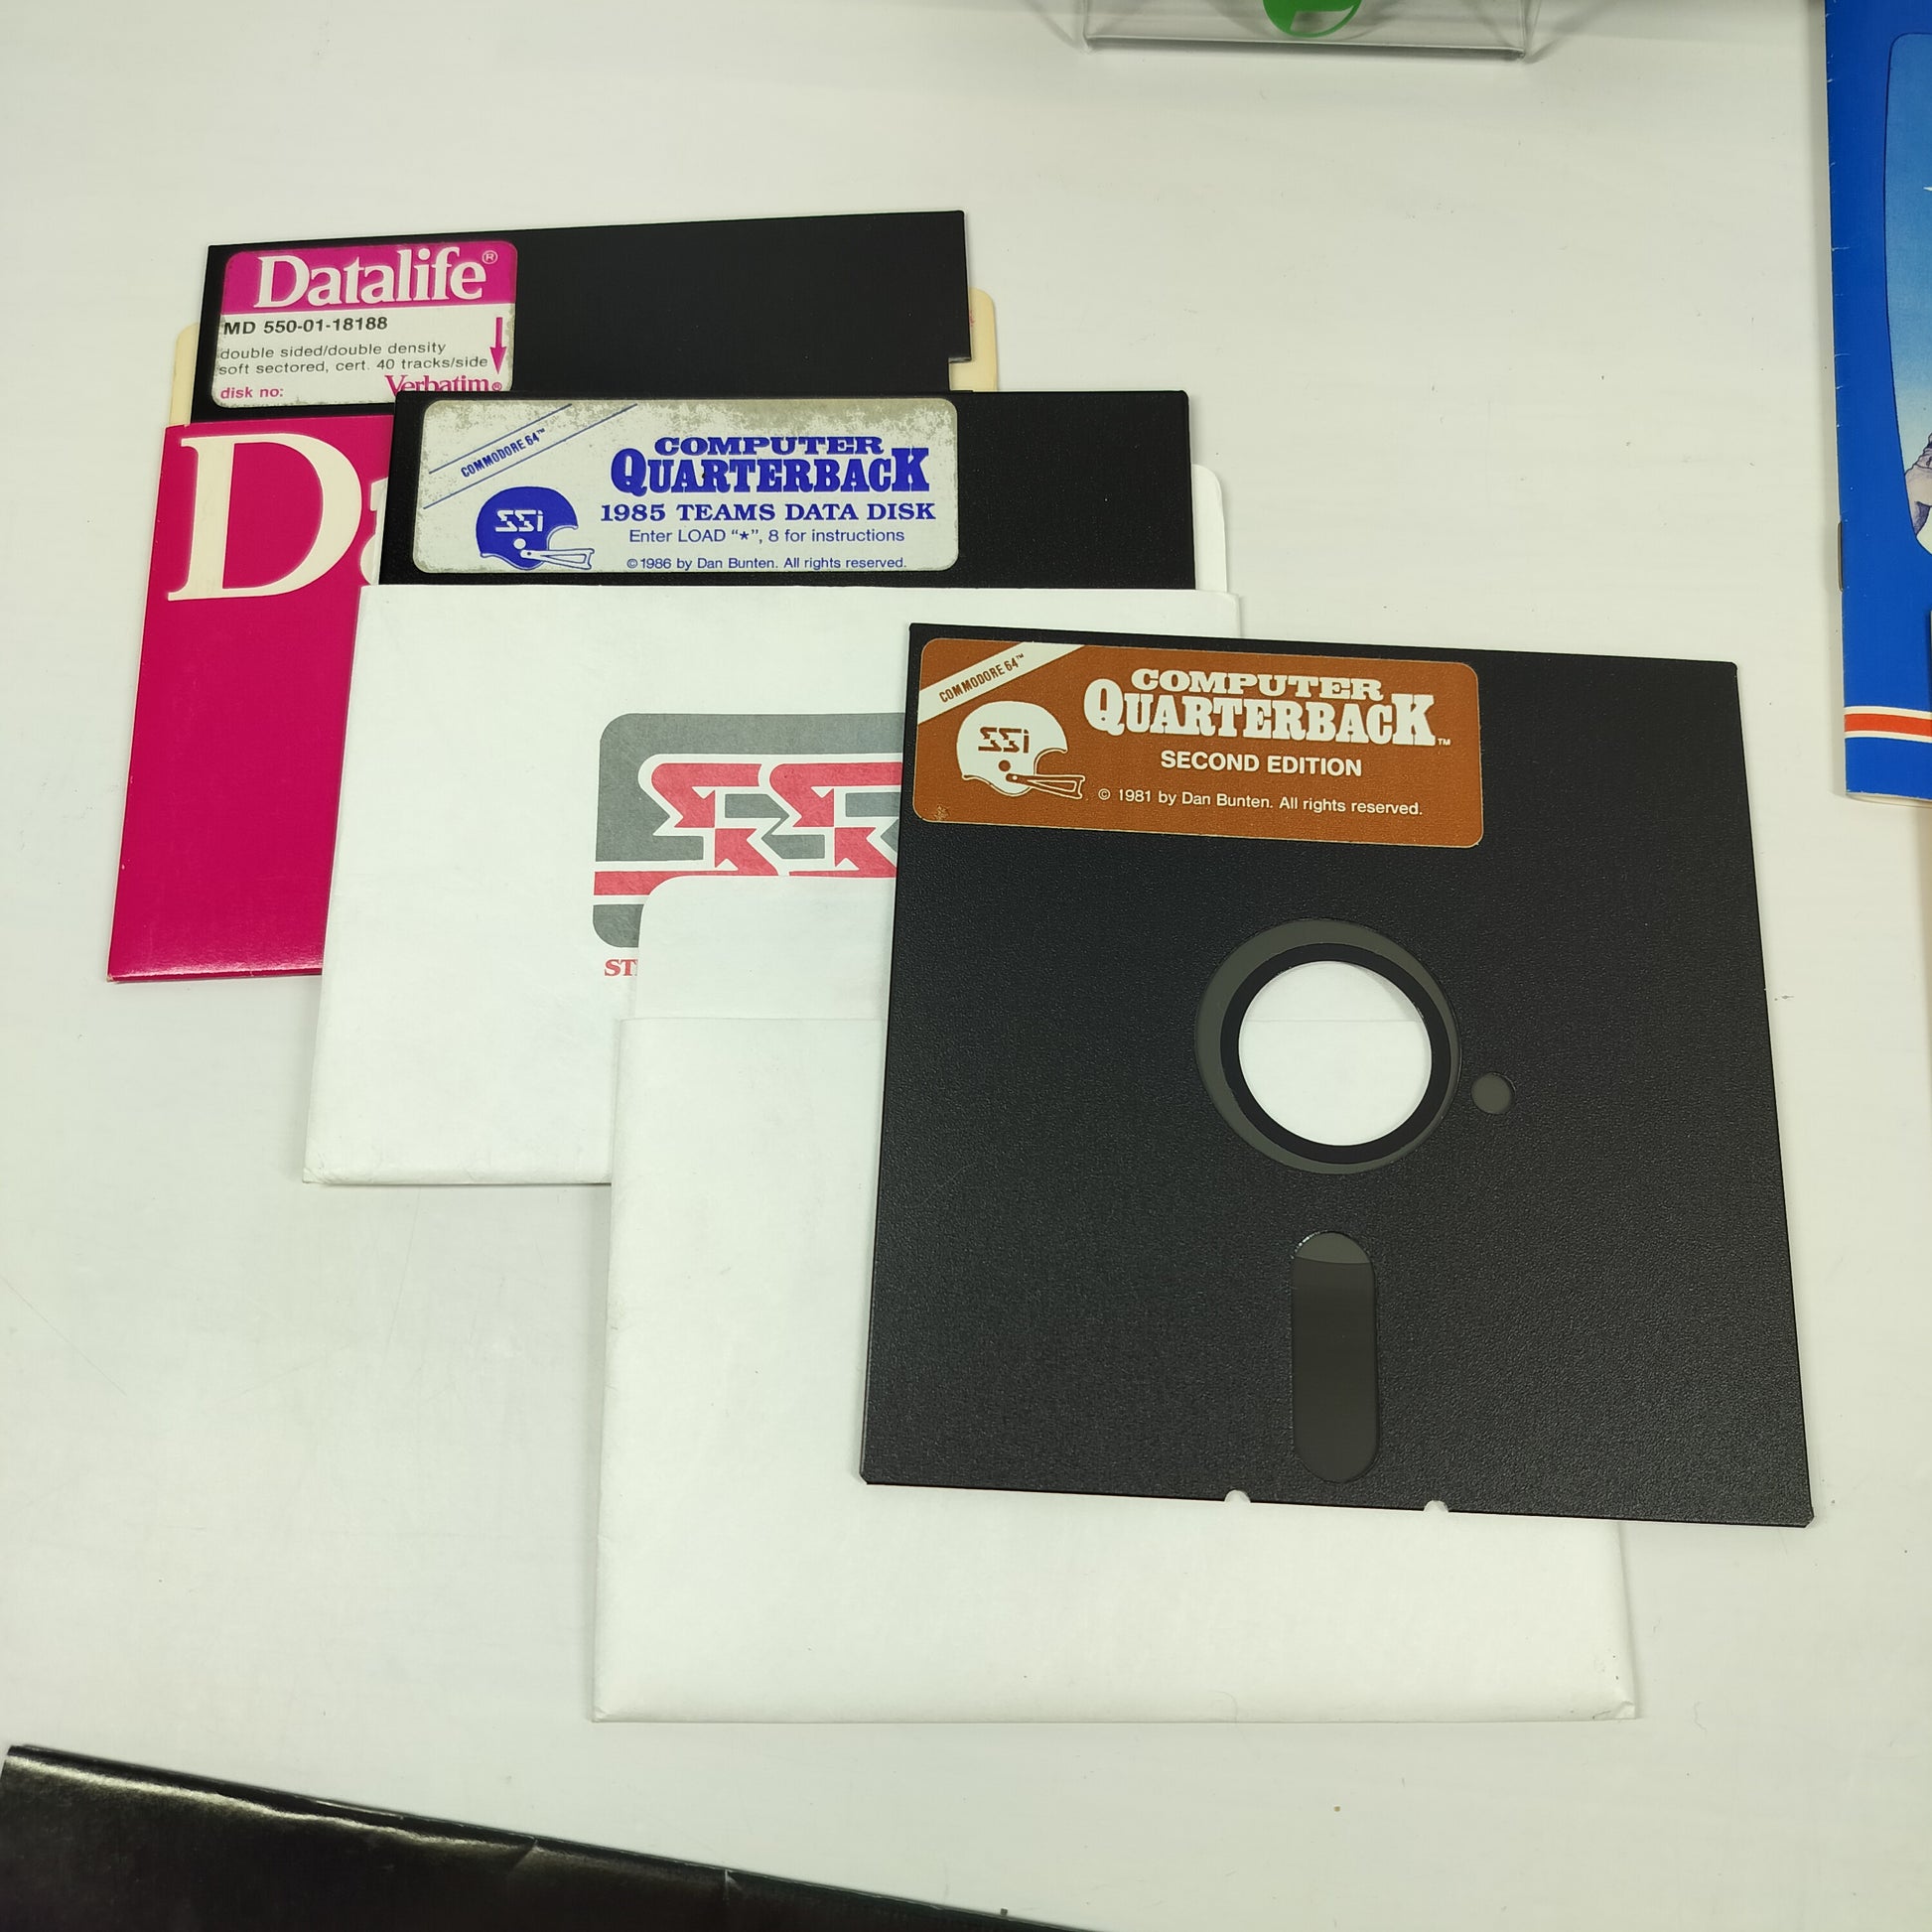 Datalife®
MD 550-01-18188
double sided/double density
soft sectored, cert. 40 tracks/side
disk no:
Verbatim®
D
COMMODORE 64™
COMPUTER
QUARTERBACK
SSi
1985 TEAMS DATA DISK
Enter LOAD “*”, 8 for instructions
©1986 by Dan Bunten. All rights reserved.
SS
ST
COMMODORE 64™
COMPUTER
QUARTERBACK™
SSi
SECOND EDITION
© 1981 by Dan Bunten. All rights reserved.